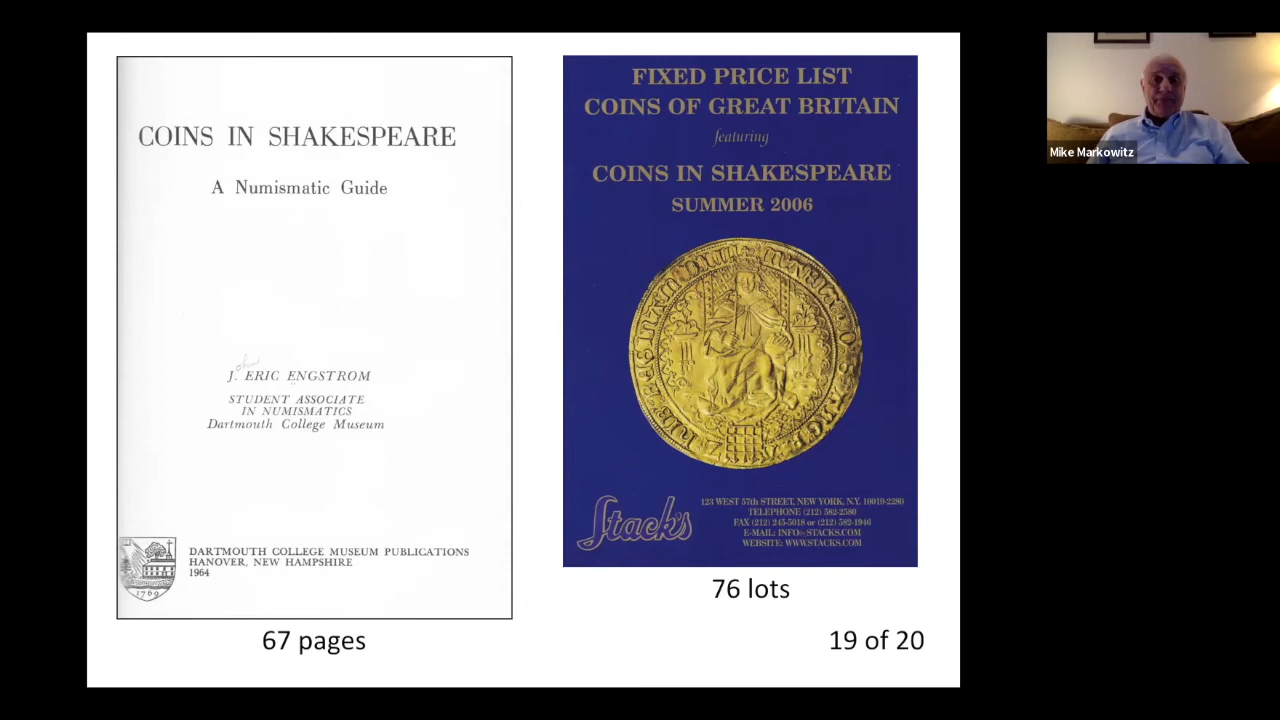 COINS IN SHAKESPEARE
A Numismatic Guide
John
J. ERIC ENGSTROM
STUDENT ASSOCIATE
IN NUMISMATICS
Dartmouth College Museum
1769
DARTMOUTH COLLEGE MUSEUM PUBLICATIONS
HANOVER, NEW HAMPSHIRE
1964
67 pages
FIXED PRICE LIST
COINS OF GREAT BRITAIN
featuring
COINS IN SHAKESPEARE
SUMMER 2006
Stack's
123 WEST 57th STREET, NEW YORK, N.Y. 10019-2280
TELEPHONE (212) 582-2580
FAX (212) 245-5018 or (212) 582-1946
E-MAIL: INFO@STACKS.COM
WEBSITE: WWW.STACKS.COM
76 lots
19 of 20
Mike Markowitz